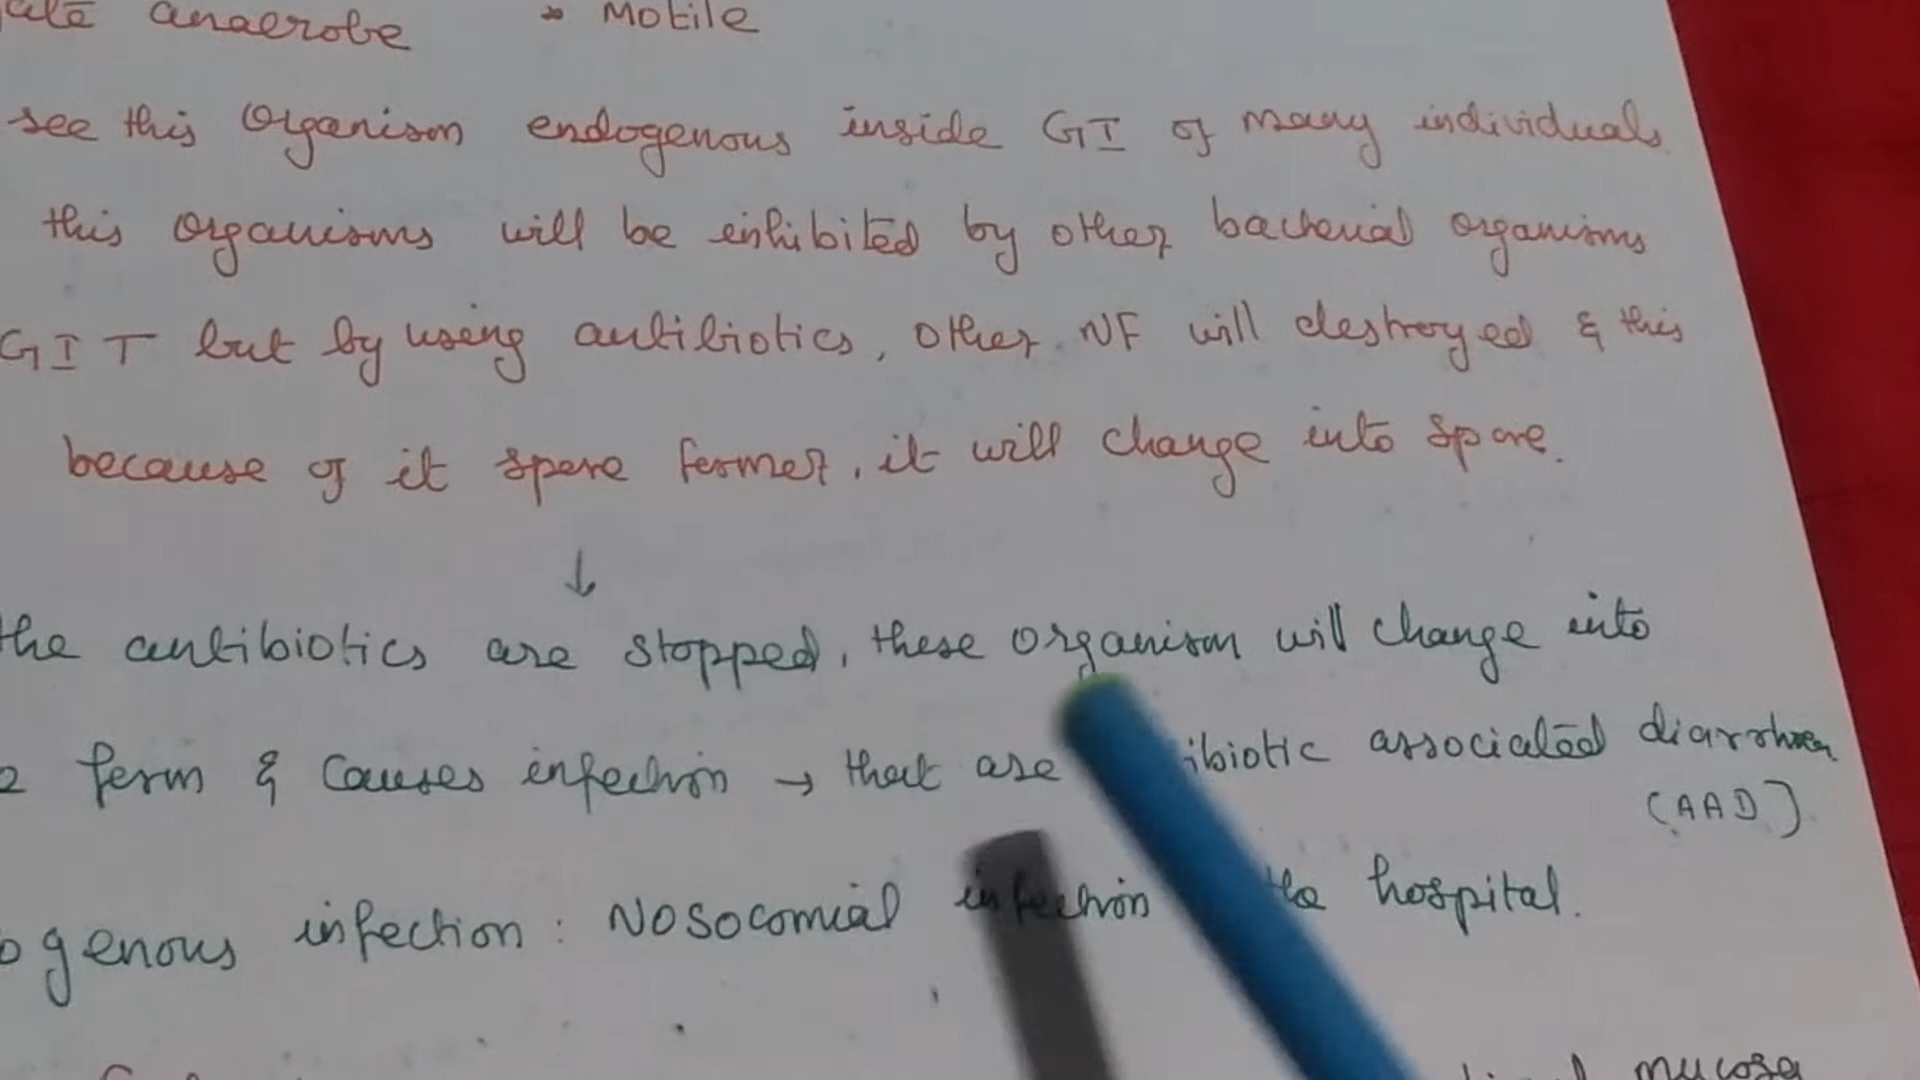 anaerobe → Motile
see this organism endogenous inside GI of many individuals
this organisms will be inhibited by other bacterial organisms
GIT but by using antibiotics, other NF will destroyed & this
because of it spore former, it will change into spore.
↓
the antibiotics are stopped, these organism will change into
form & causes infection → that are ibiotic associated diarrhoea
(AAD)
ogenous infection: Nosocomial infection the hospital.
mucosa